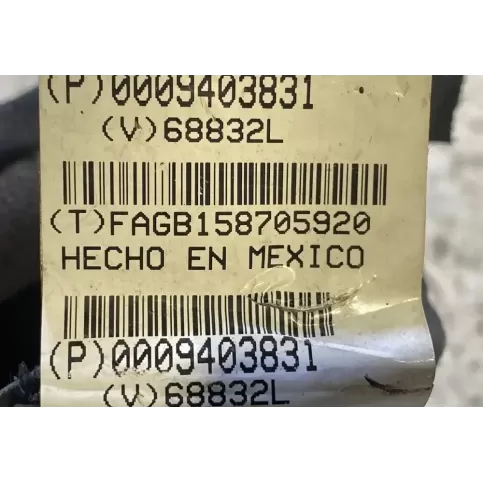 (P)0009403831
(V)68832L
(T)FAGB158705920
HECHO EN MEXICO
(P)0009403831
(V)68832L